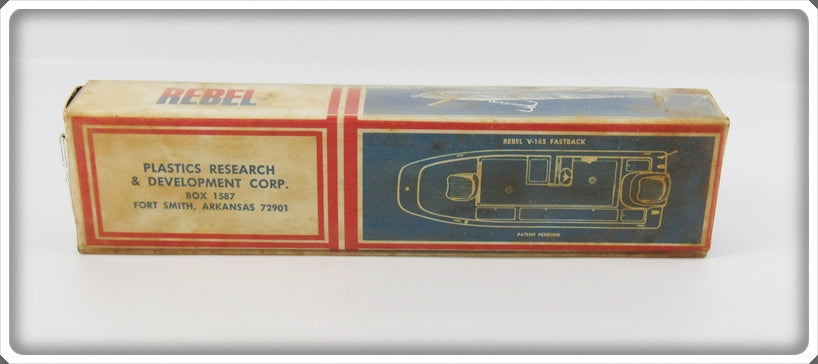 REBEL
PLASTICS RESEARCH
& DEVELOPMENT CORP.
BOX 1587
FORT SMITH, ARKANSAS 72901
REBEL V-165 FASTBACK
PATENT PENDING